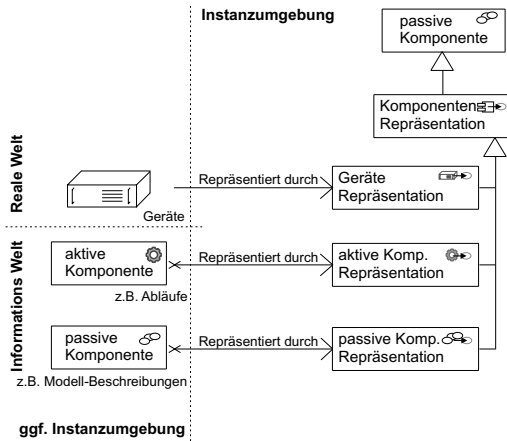 Instanzumgebung
passive
Komponente
Komponenten
Repräsentation
Reale Welt
Geräte
Repräsentiert durch
Geräte
Repräsentation
Informations Welt
aktive
Komponente
z.B. Abläufe
Repräsentiert durch
aktive Komp.
Repräsentation
passive
Komponente
z.B. Modell-Beschreibungen
Repräsentiert durch
passive Komp.
Repräsentation
ggf. Instanzumgebung